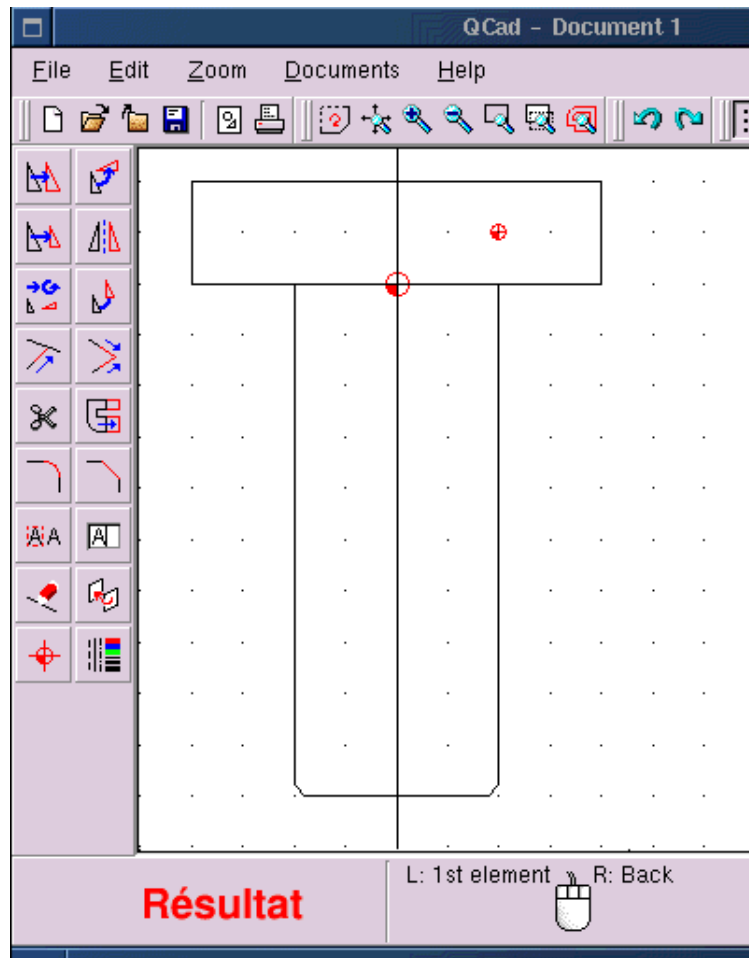 QCad - Document 1
File Edit Zoom Documents Help
L: 1st element R: Back
Résultat